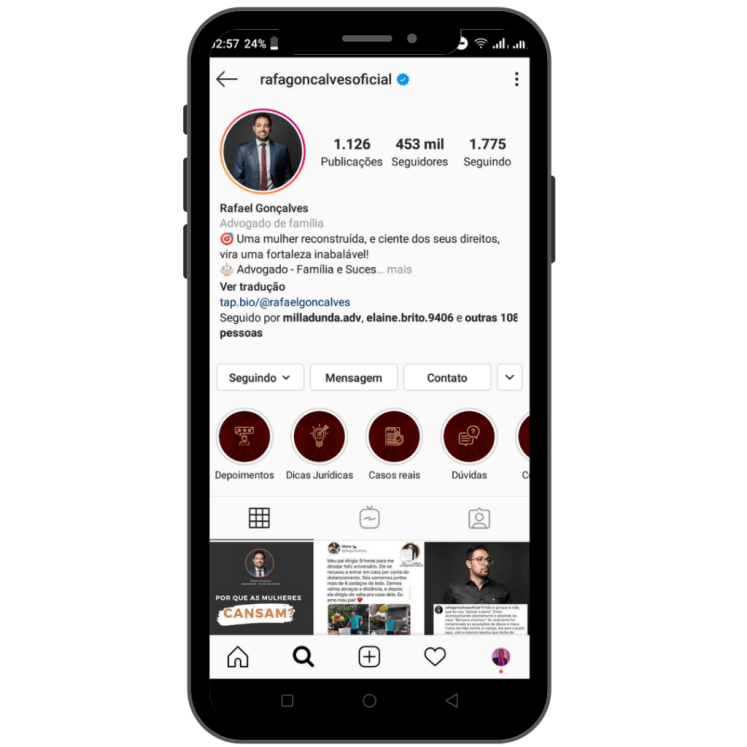 02:57 24%
rafagoncalvesoficial
1.126 453 mil 1.775
Publicações Seguidores Seguindo
Rafael Gonçalves
Advogado de família
🎯 Uma mulher reconstruída, e ciente dos seus direitos,
vira uma fortaleza inabalável!
⚖️ Advogado - Família e Suces... mais
Ver tradução
tap.bio/@rafaelgoncalves
Seguido por milladunda.adv, elaine.brito.9406 e outras 108
pessoas
Seguindo Mensagem Contato
Depoimentos Dicas Jurídicas Casos reais Dúvidas
POR QUE AS MULHERES
CANSAM?
Meu pai dirigiu 9 horas para me
desejar feliz aniversário. Ele se
recusou a entrar em casa por conta do
distanciamento. Nós comemos juntos
mais de 6 pedaços de bolo. Demos
vários abraços a distância, e depois
ele dirigiu de volta pra casa dele. Eu
amo meu pai! ❤️
rafagoncalvesoficial